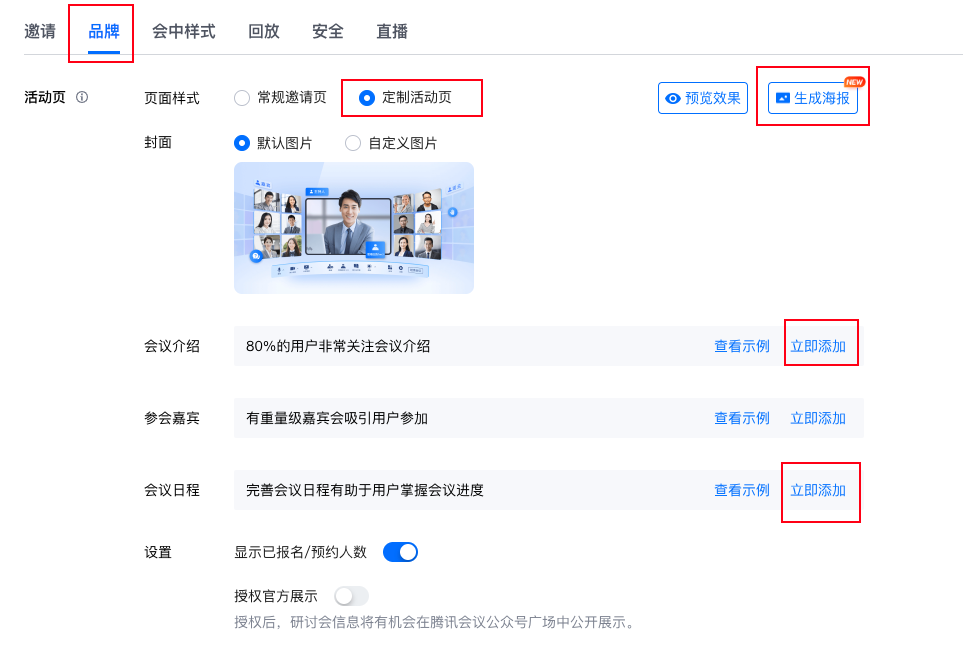 邀请 品牌 会中样式 回放 安全 直播
活动页 页面样式 常规邀请页 定制活动页 预览效果 生成海报 NEW
封面 默认图片 自定义图片
会议介绍 80%的用户非常关注会议介绍 查看示例 立即添加
参会嘉宾 有重量级嘉宾会吸引用户参加 查看示例 立即添加
会议日程 完善会议日程有助于用户掌握会议进度 查看示例 立即添加
设置 显示已报名/预约人数
授权官方展示
授权后，研讨会信息将有机会在腾讯会议公众号广场中公开展示。